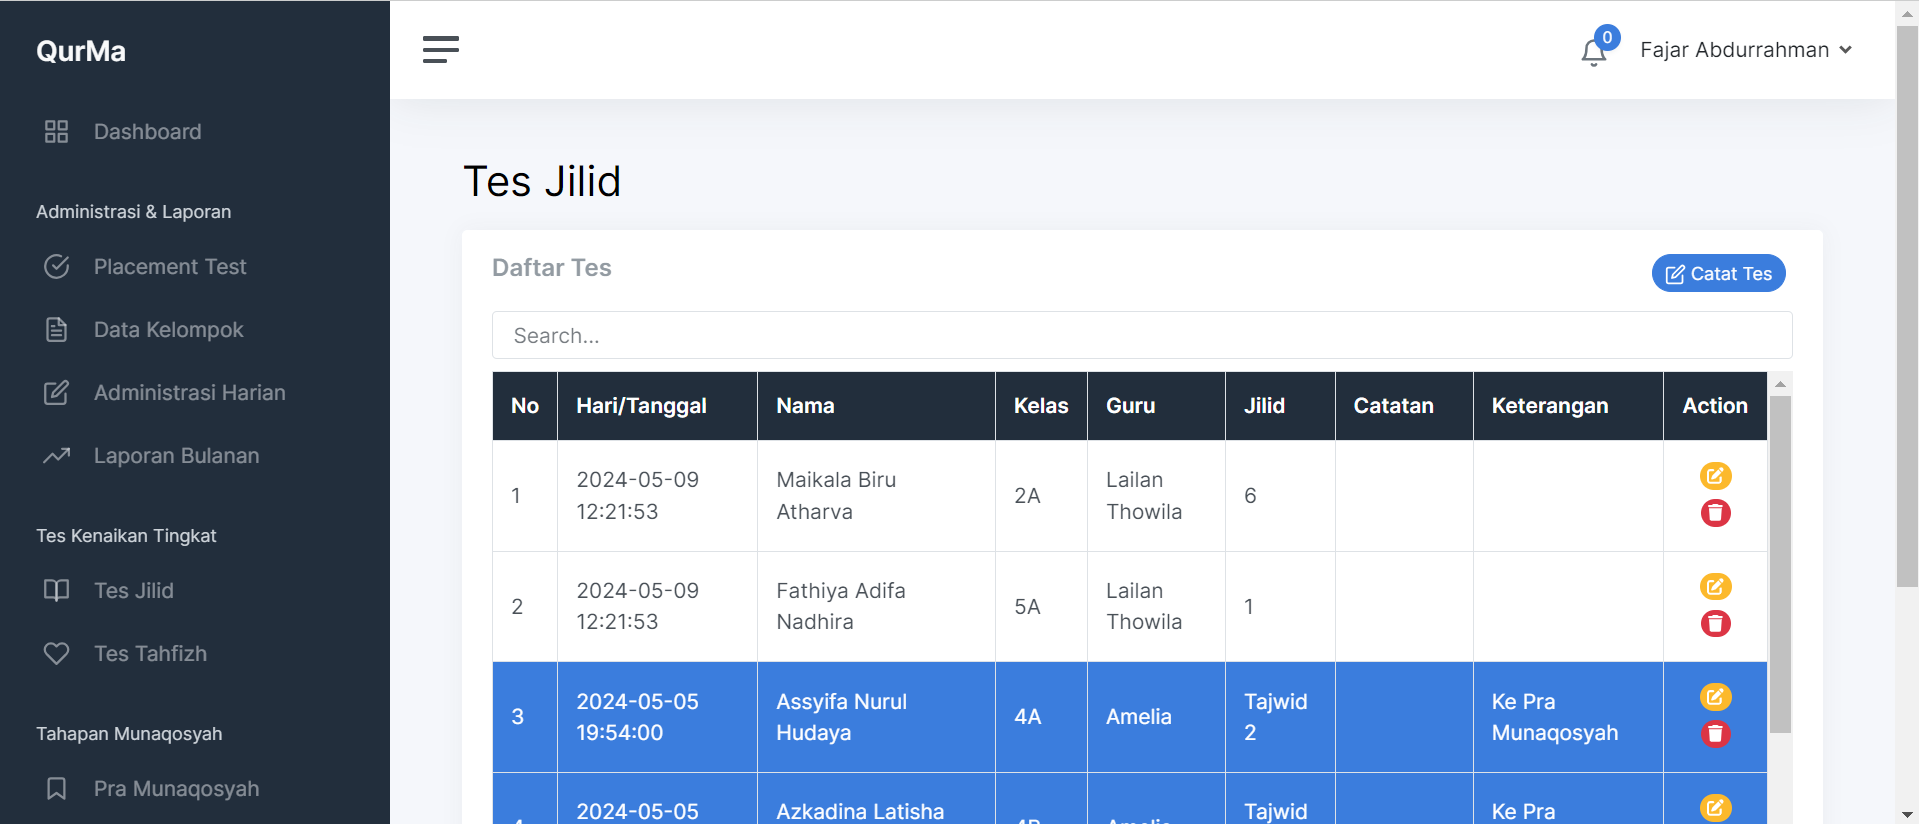 QurMa
Dashboard
Administrasi & Laporan
Placement Test
Data Kelompok
Administrasi Harian
Laporan Bulanan
Tes Kenaikan Tingkat
Tes Jilid
Tes Tahfizh
Tahapan Munaqosyah
Pra Munaqosyah
0
Fajar Abdurrahman
Tes Jilid
Daftar Tes
Catat Tes
Search...
No Hari/Tanggal Nama Kelas Guru Jilid Catatan Keterangan Action
1 2024-05-09 12:21:53 Maikala Biru Atharva 2A Lailan Thowila 6
2 2024-05-09 12:21:53 Fathiya Adifa Nadhira 5A Lailan Thowila 1
3 2024-05-05 19:54:00 Assyifa Nurul Hudaya 4A Amelia Tajwid 2 Ke Pra Munaqosyah
2024-05-05 Azkadina Latisha Tajwid Ke Pra